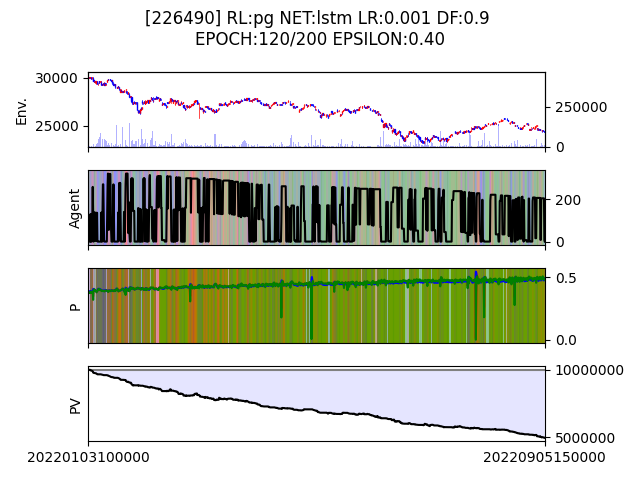 [226490] RL:pg NET:lstm LR:0.001 DF:0.9
EPOCH:120/200 EPSILON:0.40
30000
25000
Env.
250000
0
Agent
200
0
P
0.5
0.0
PV
10000000
5000000
20220103100000
20220905150000